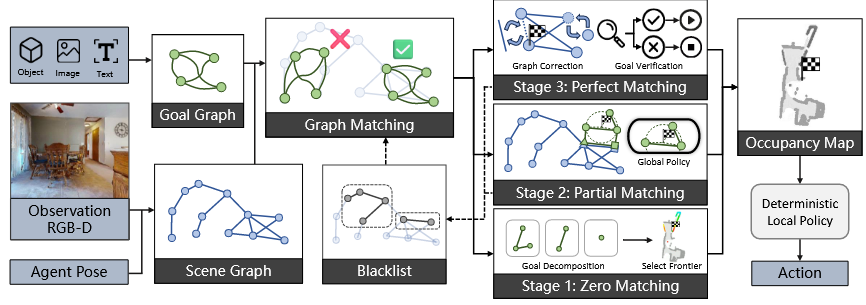 Object
Image
Text
Goal Graph
Observation
RGB-D
Agent Pose
Scene Graph
Graph Matching
Blacklist
Graph Correction
Goal Verification
Stage 3: Perfect Matching
Global Policy
Stage 2: Partial Matching
Goal Decomposition
Select Frontier
Stage 1: Zero Matching
Occupancy Map
Deterministic
Local Policy
Action